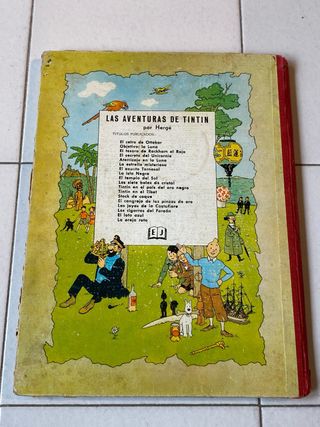 LAS AVENTURAS DE TINTIN
por Hergé
TITULOS PUBLICADOS:
El cetro de Ottokar
Objetivo: la Luna
El tesoro de Rackham el Rojo
El secreto del Unicornio
Aterrizaje en la Luna
La estrella misteriosa
El asunto Tornasol
La isla Negra
El templo del Sol
Las siete bolas de cristal
Tintin en el país del oro negro
Tintin en el Tíbet
Stock de coque
El cangrejo de las pinzas de oro
Las joyas de la Castafiore
Los cigarros del Faraón
El loto azul
La oreja rota
E J